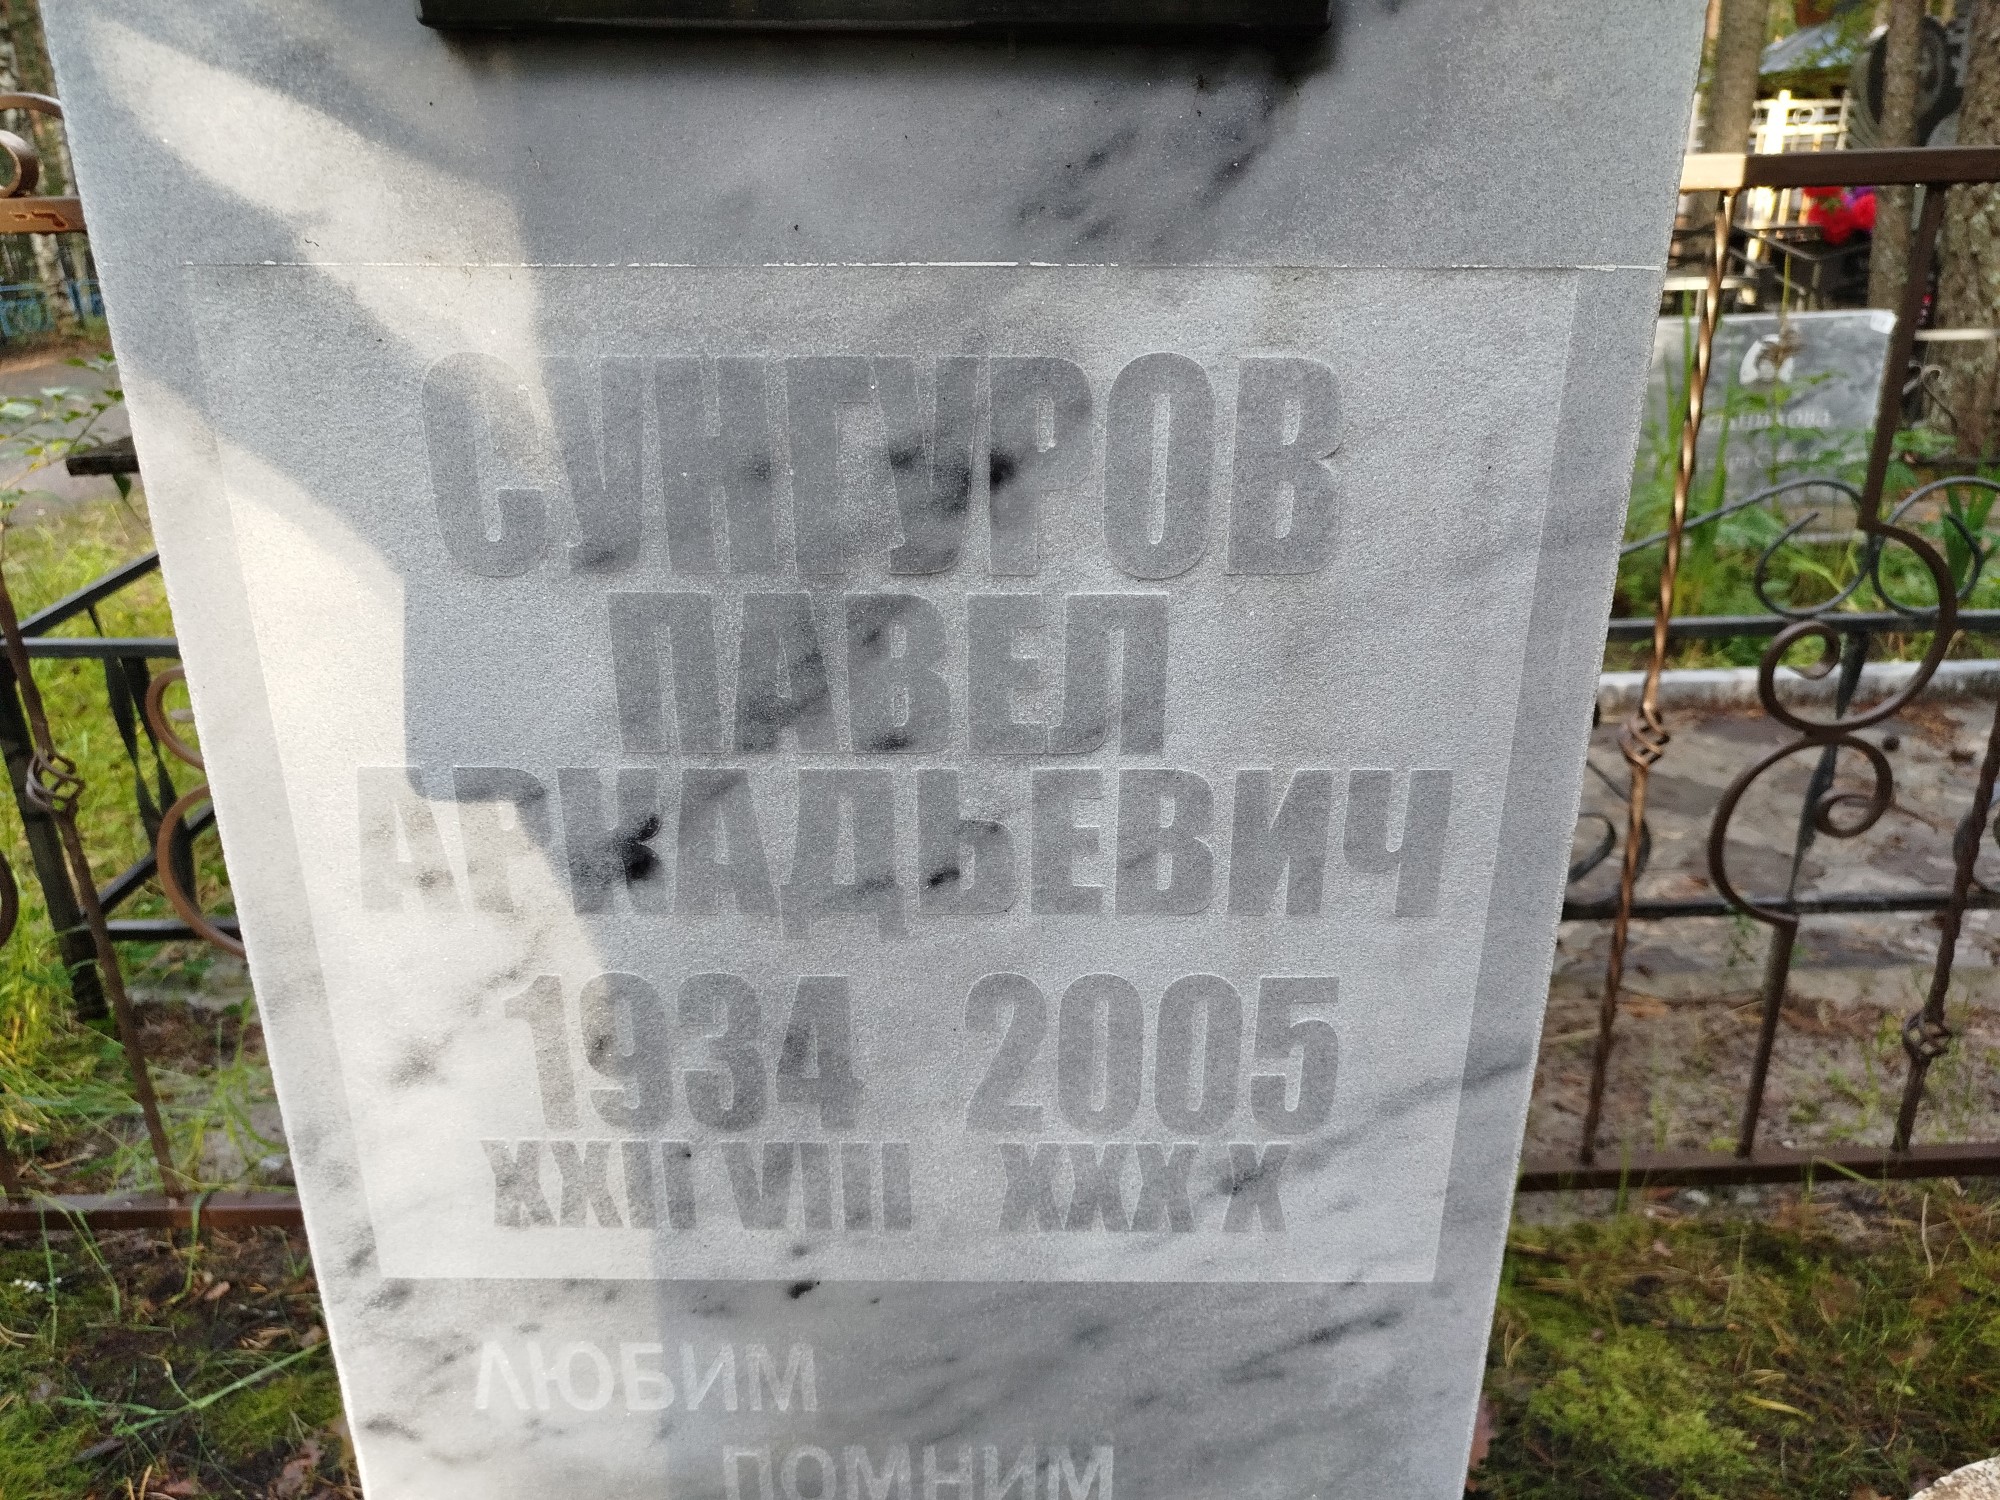 СУНГУРОВ
ПАВЕЛ
АРКАДЬЕВИЧ
1934 2005
XXII VIII XXX X
ЛЮБИМ
ПОМНИМ